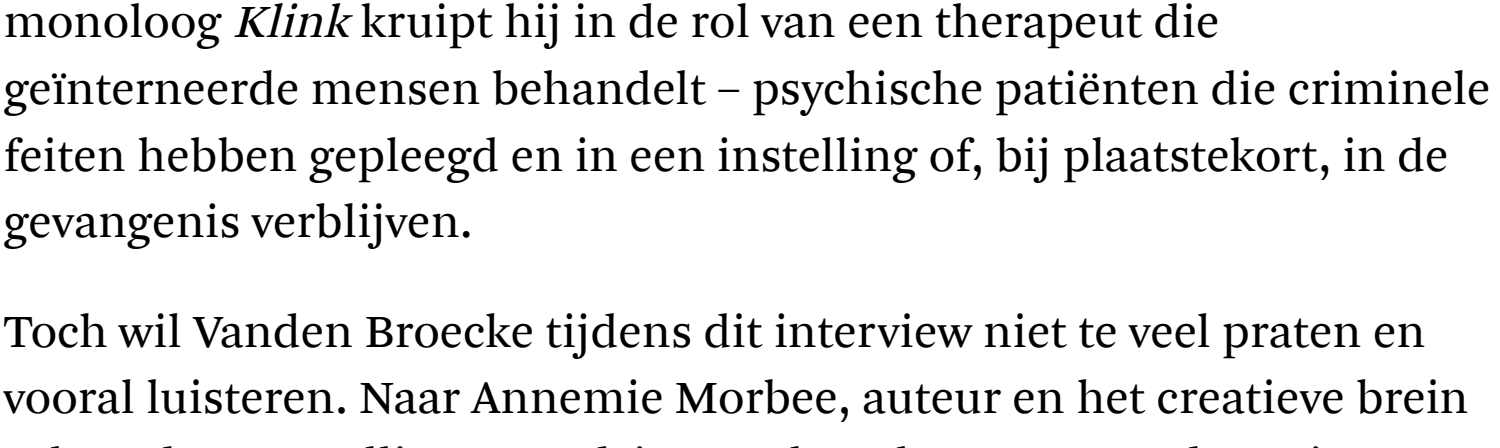 monoloog Klink kruipt hij in de rol van een therapeut die
geïnterneerde mensen behandelt – psychische patiënten die criminele
feiten hebben gepleegd en in een instelling of, bij plaatstekort, in de
gevangenis verblijven.
Toch wil Vanden Broecke tijdens dit interview niet te veel praten en
vooral luisteren. Naar Annemie Morbee, auteur en het creatieve brein